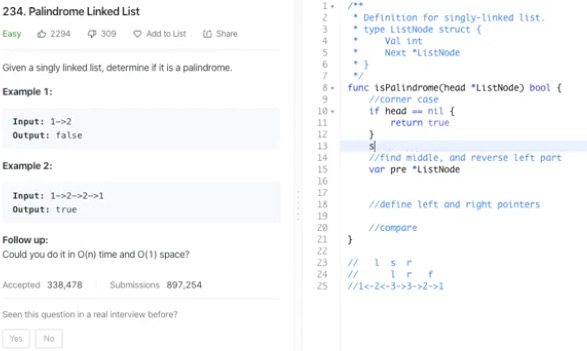 234. Palindrome Linked List
Easy 2294 309 Add to List Share
Given a singly linked list, determine if it is a palindrome.
Example 1:
Input: 1->2
Output: false
Example 2:
Input: 1->2->2->1
Output: true
Follow up:
Could you do it in O(n) time and O(1) space?
Accepted 338,478 Submissions 897,254
Seen this question in a real interview before?
Yes No
1 /**
2 * Definition for singly-linked list.
3 * type ListNode struct {
4 *     Val int
5 *     Next *ListNode
6 * }
7 */
8 func isPalindrome(head *ListNode) bool {
9     //corner case
10     if head == nil {
11         return true
12     }
13     s
14     //find middle, and reverse left part
15     var pre *ListNode
16
17
18     //define left and right pointers
19
20     //compare
21 }
22
23 //   l  s  r
24 //      l  r   f
25 //1<-2<-3->3->2->1